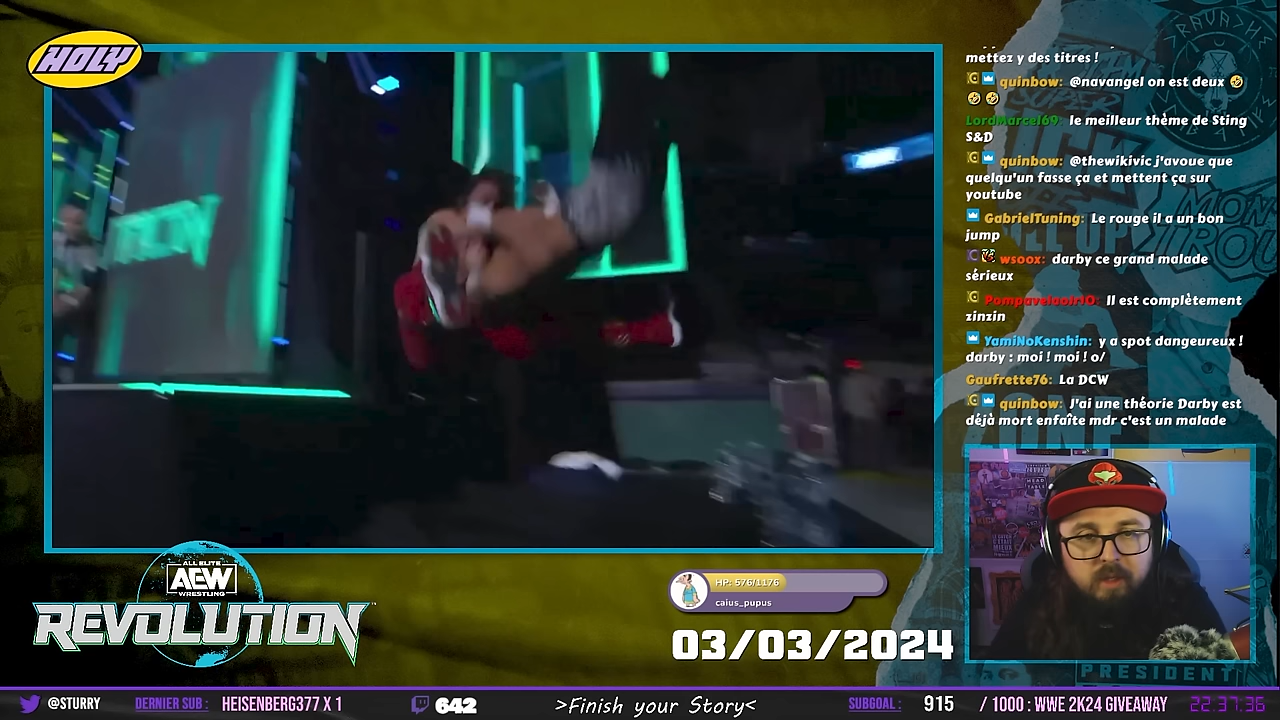 HOLY
mettez y des titres !
quinbow: @navangel on est deux 🤣
🤣 🤣
LordMarcel69: le meilleur thème de Sting
S&D
quinbow: @thewikivic j'avoue que
quelqu'un fasse ça et mettent ça sur
youtube
GabrielTuning: Le rouge il a un bon
jump
wsoox: darby ce grand malade
sérieux
Il est complètement
zinzin
YamiNoKenshin: y a spot dangeureux !
darby : moi ! moi ! o/
Gaufrette76: La DCW
quinbow: J'ai une théorie Darby est
déjà mort enfaîte mdr c'est un malade
ALL ELITE
AEW
WRESTLING
REVOLUTION
HP: 576/1176
caius_pupus
03/03/2024
PRESIDENT
@STURRY
DERNIER SUB : HEISENBERG377 X 1
642
>Finish your Story<
SUBGOAL : 915 / 1000 : WWE 2K24 GIVEAWAY
22:37:36